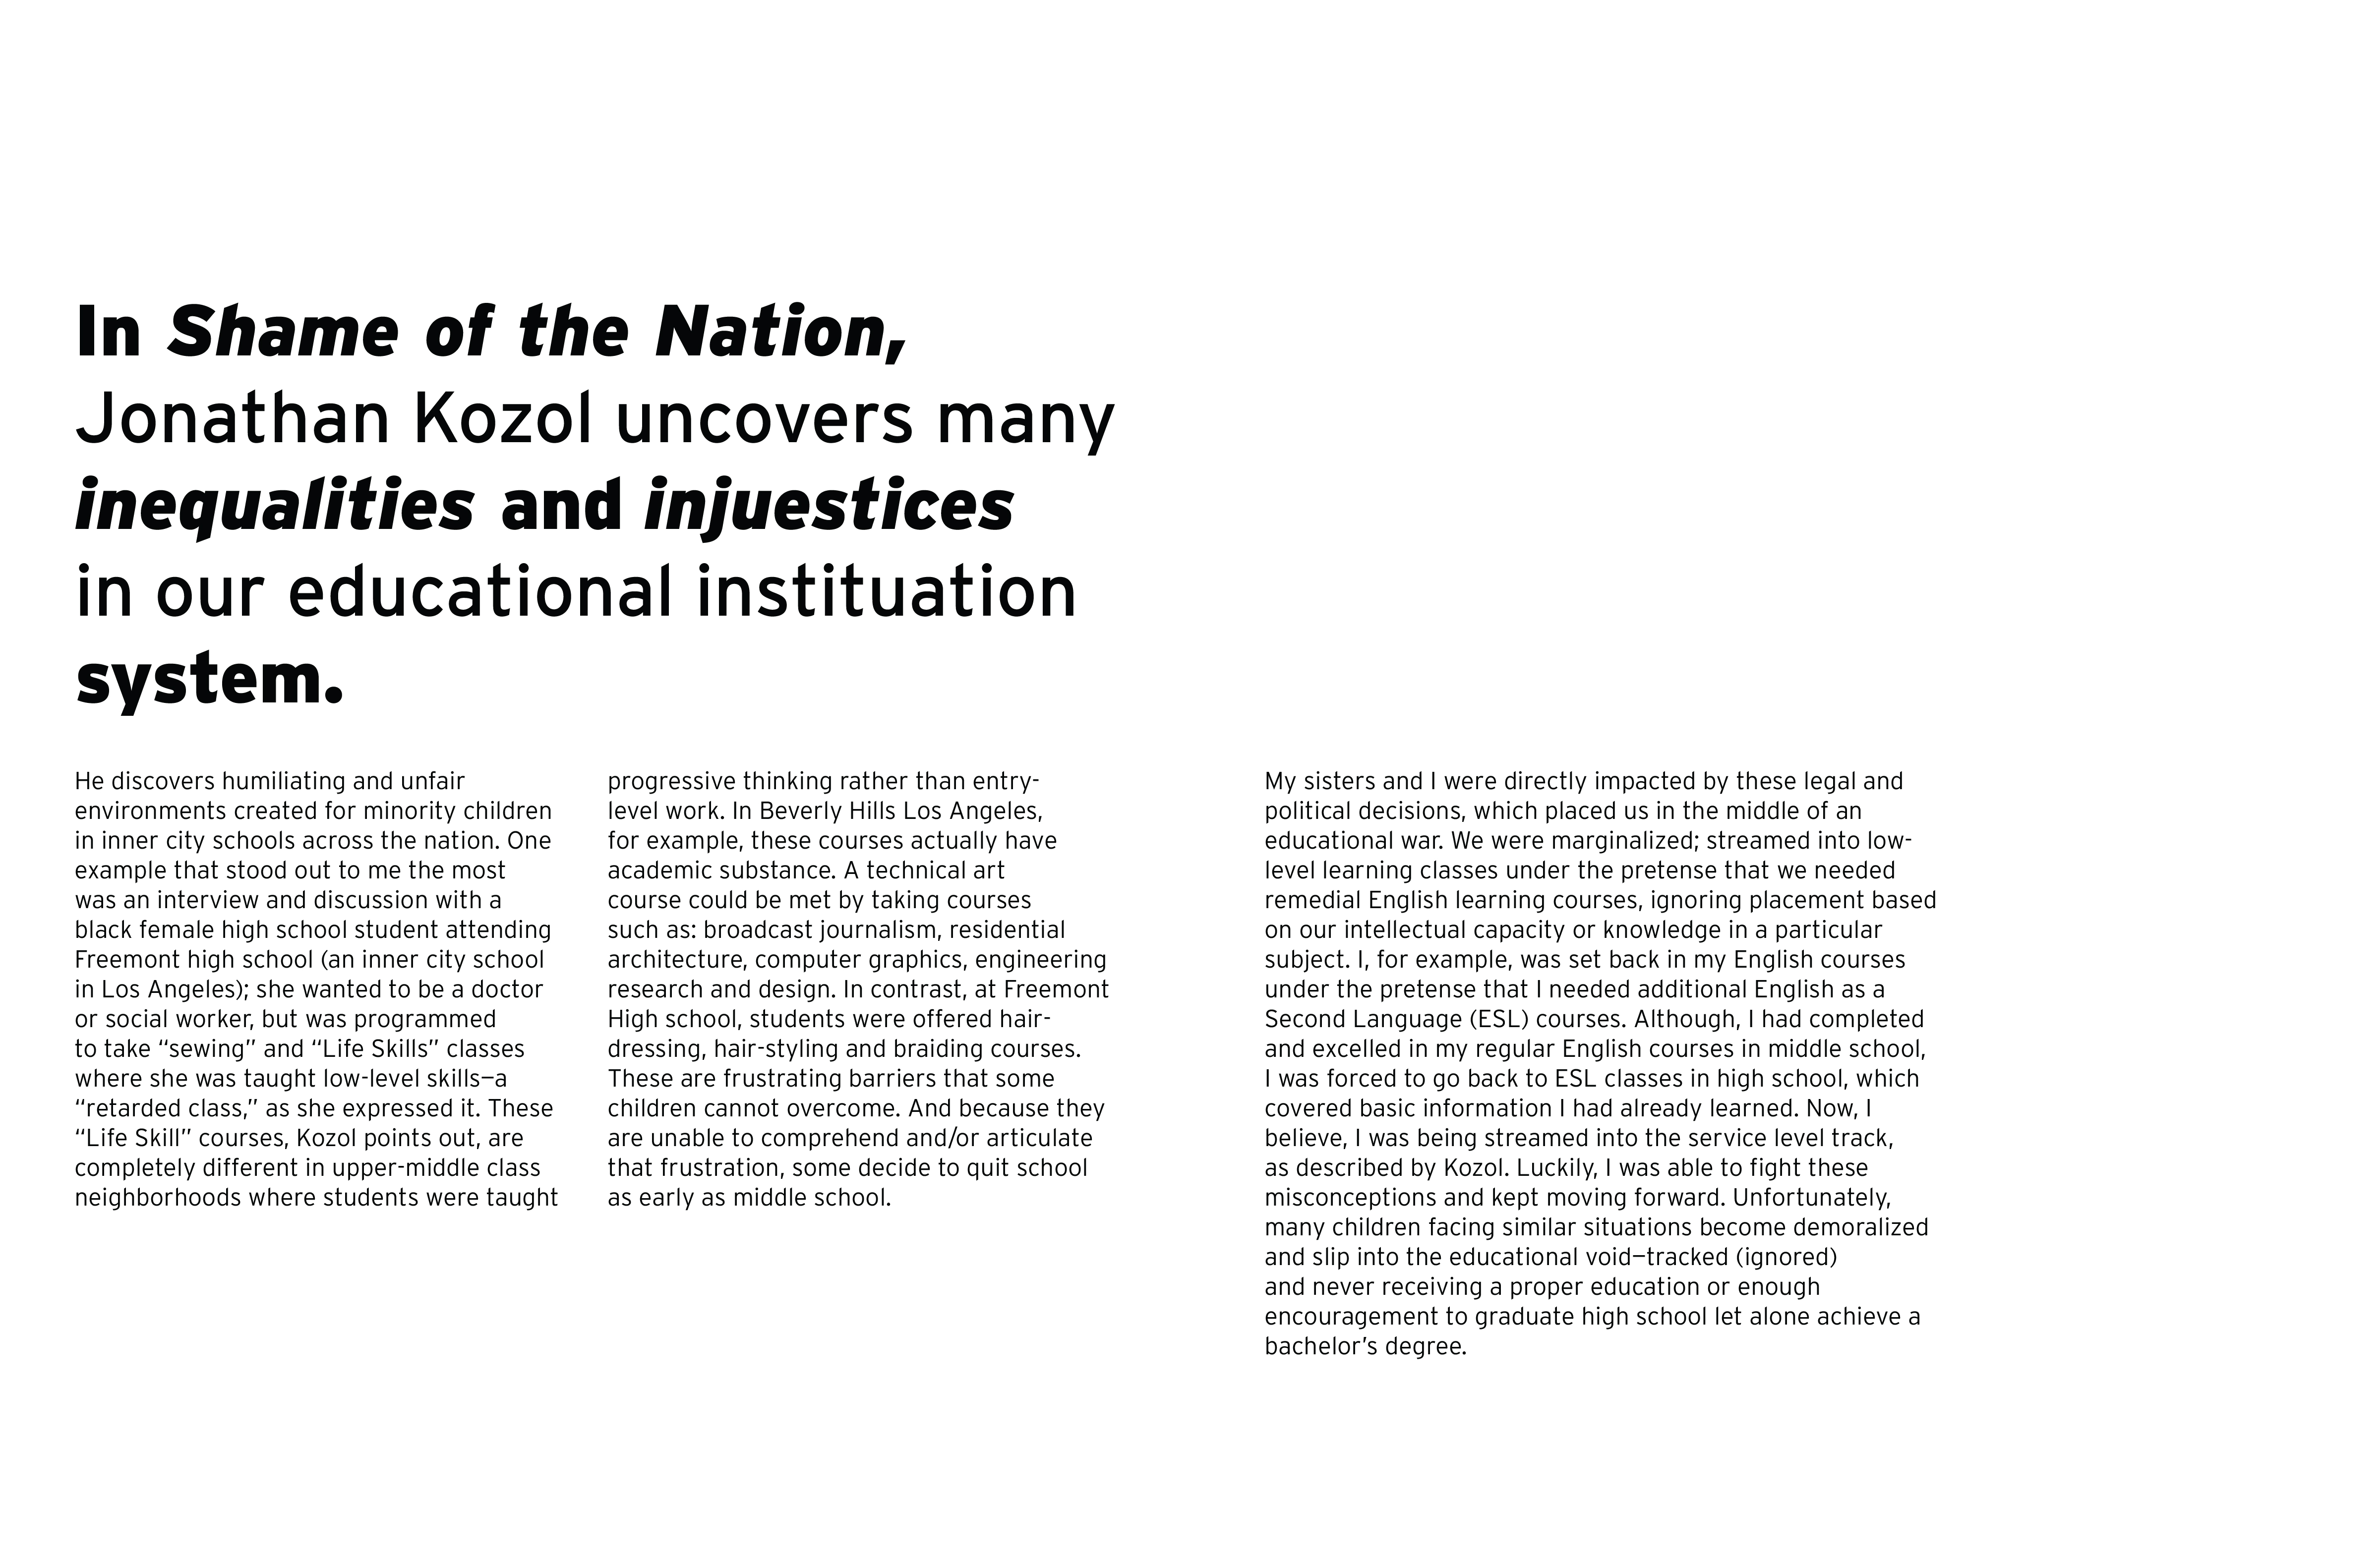 In Shame of the Nation,
Jonathan Kozol uncovers many
inequalities and injuestices
in our educational instituation
system.
He discovers humiliating and unfair
environments created for minority children
in inner city schools across the nation. One
example that stood out to me the most
was an interview and discussion with a
black female high school student attending
Freemont high school (an inner city school
in Los Angeles); she wanted to be a doctor
or social worker, but was programmed
to take “sewing” and “Life Skills” classes
where she was taught low-level skills—a
“retarded class,” as she expressed it. These
“Life Skill” courses, Kozol points out, are
completely different in upper-middle class
neighborhoods where students were taught
progressive thinking rather than entry-
level work. In Beverly Hills Los Angeles,
for example, these courses actually have
academic substance. A technical art
course could be met by taking courses
such as: broadcast journalism, residential
architecture, computer graphics, engineering
research and design. In contrast, at Freemont
High school, students were offered hair-
dressing, hair-styling and braiding courses.
These are frustrating barriers that some
children cannot overcome. And because they
are unable to comprehend and/or articulate
that frustration, some decide to quit school
as early as middle school.
My sisters and I were directly impacted by these legal and
political decisions, which placed us in the middle of an
educational war. We were marginalized; streamed into low-
level learning classes under the pretense that we needed
remedial English learning courses, ignoring placement based
on our intellectual capacity or knowledge in a particular
subject. I, for example, was set back in my English courses
under the pretense that I needed additional English as a
Second Language (ESL) courses. Although, I had completed
and excelled in my regular English courses in middle school,
I was forced to go back to ESL classes in high school, which
covered basic information I had already learned. Now, I
believe, I was being streamed into the service level track,
as described by Kozol. Luckily, I was able to fight these
misconceptions and kept moving forward. Unfortunately,
many children facing similar situations become demoralized
and slip into the educational void—tracked (ignored)
and never receiving a proper education or enough
encouragement to graduate high school let alone achieve a
bachelor’s degree.